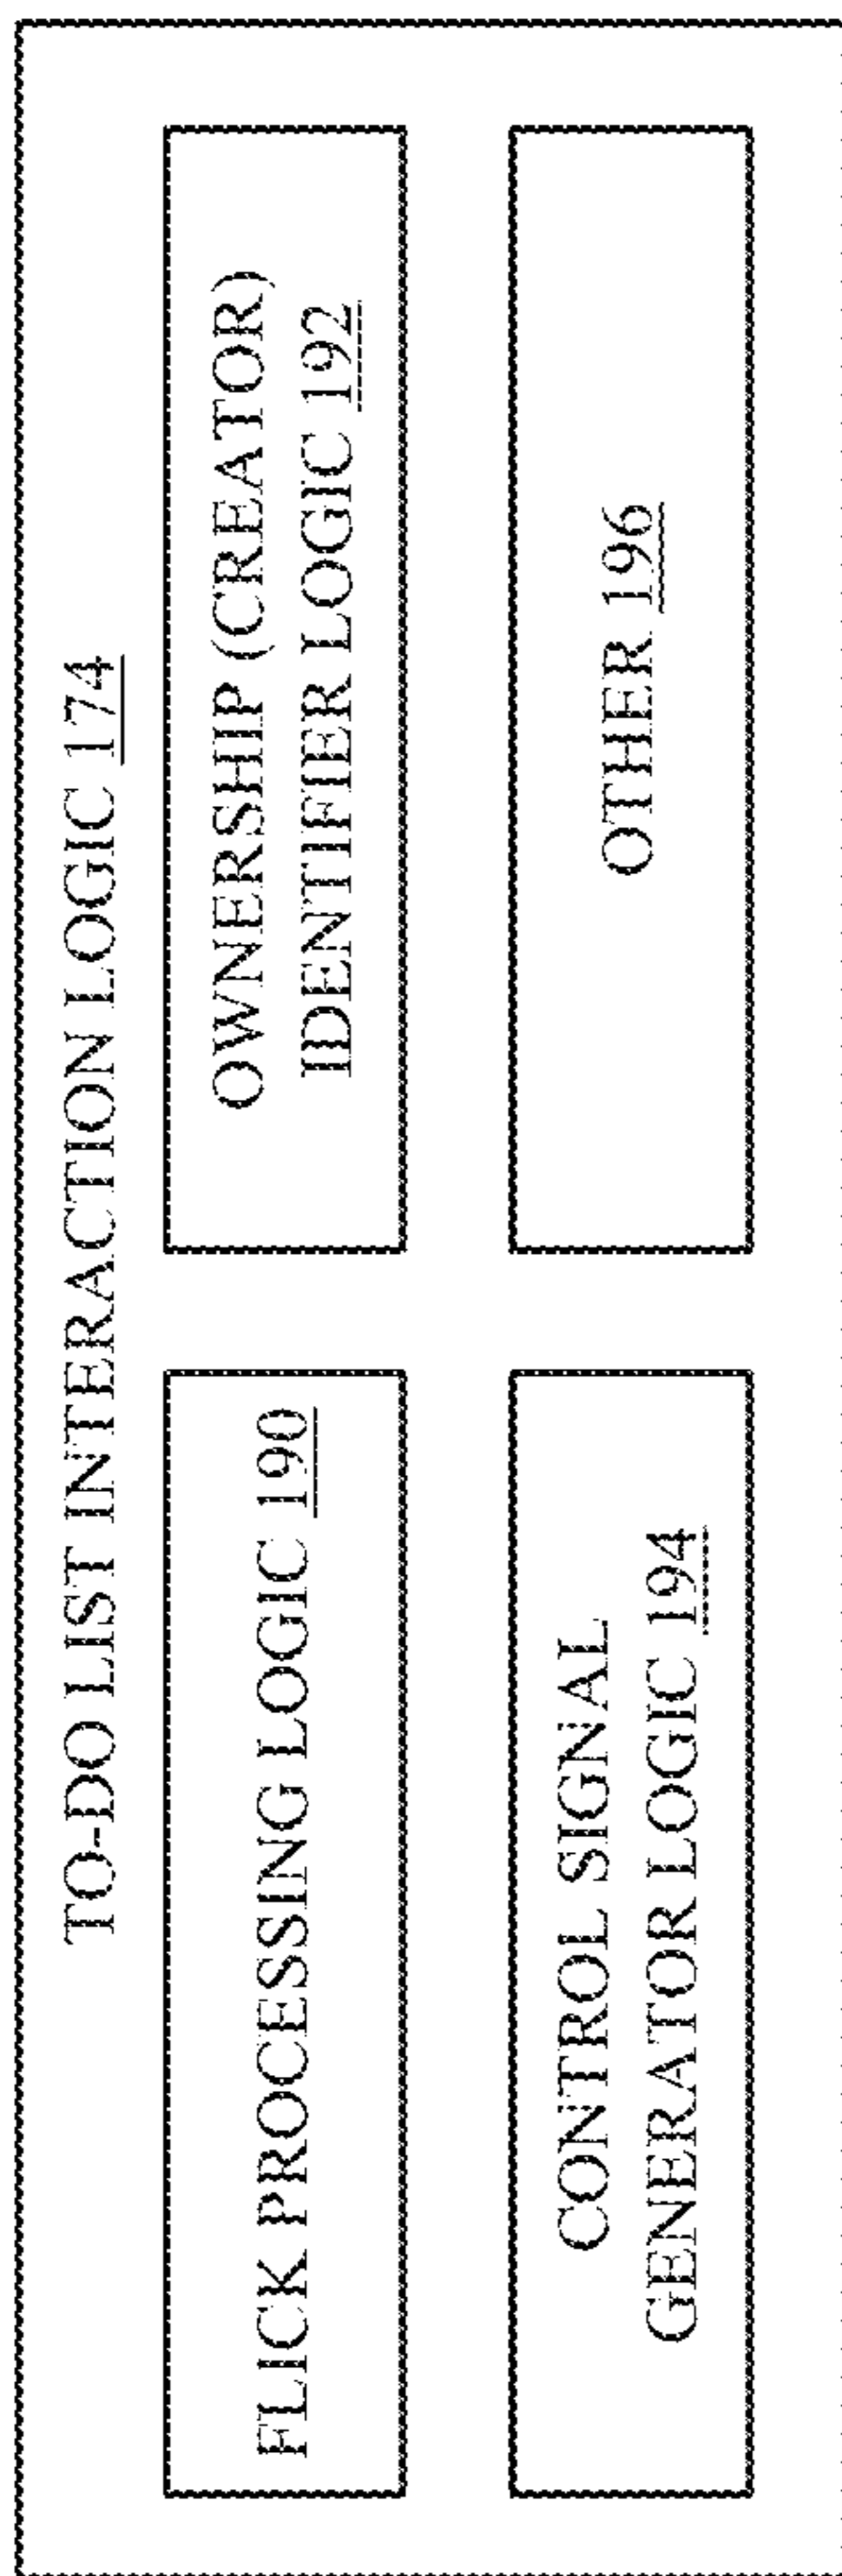 TO-DO LIST INTERACTION LOGIC 174
FLICK PROCESSING LOGIC 190
OWNERSHIP (CREATOR)
IDENTIFIER LOGIC 192
CONTROL SIGNAL
GENERATOR LOGIC 194
OTHER 196